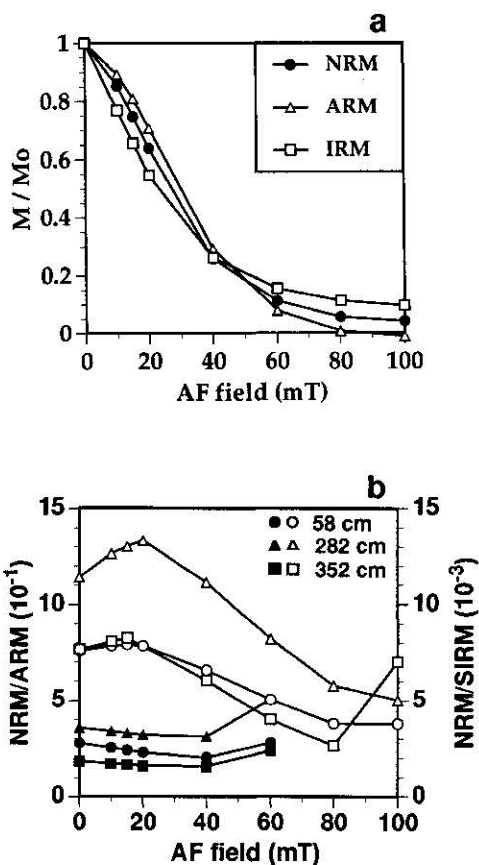 a
1
0.8
0.6
0.4
0.2
0
M / Mo
NRM
ARM
IRM
0 20 40 60 80 100
AF field (mT)
b
15
10
5
0
NRM/ARM (10⁻¹)
58 cm
282 cm
352 cm
15
10
5
0
NRM/SIRM (10⁻³)
0 20 40 60 80 100
AF field (mT)